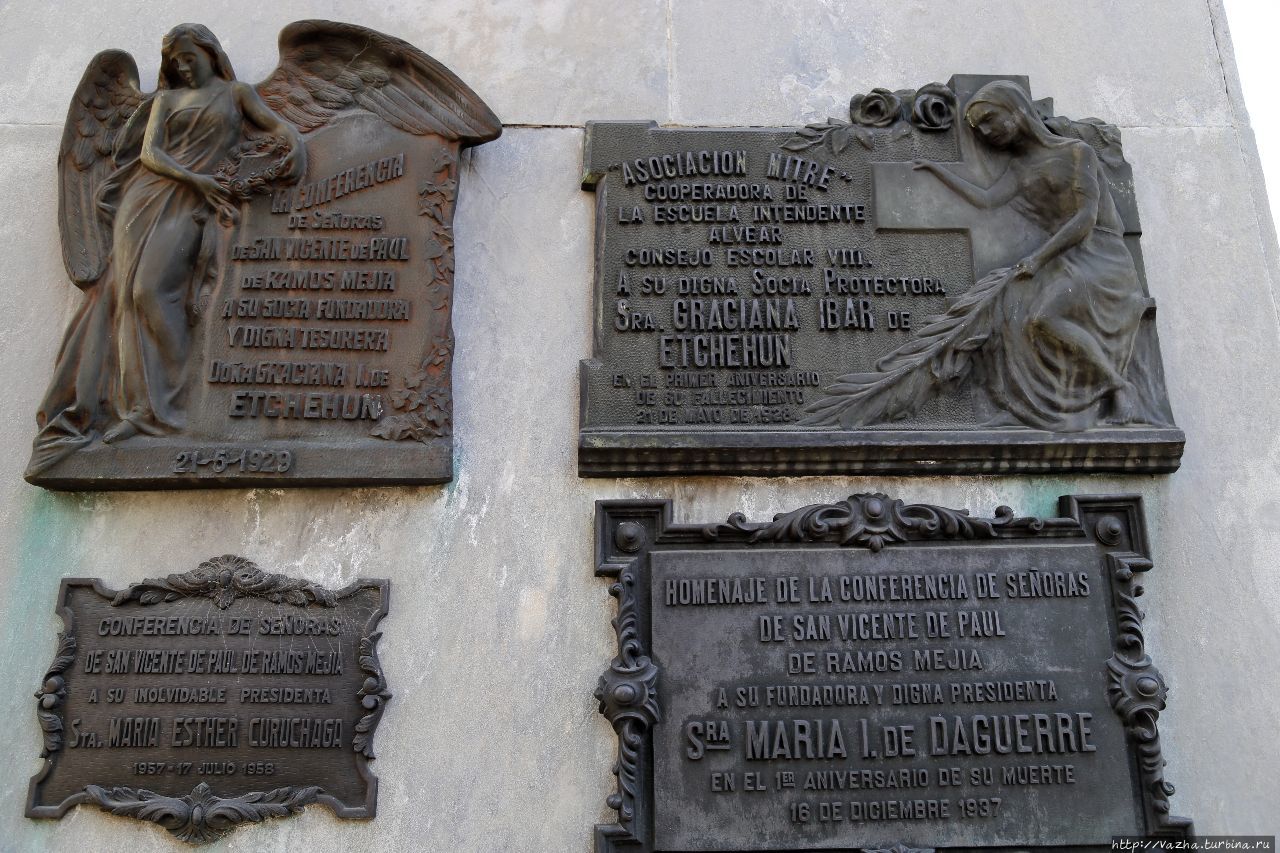 LA CONFERENCIA
DE SEÑORAS
DE SAN VICENTE DE PAUL
DE RAMOS MEJIA
A SU SOCIA FUNDADORA
Y DIGNA TESORERA
DOÑA GRACIANA I. DE
ETCHEHUN
21-5-1929
"ASOCIACION MITRE"
COOPERADORA DE
LA ESCUELA INTENDENTE
ALVEAR
CONSEJO ESCOLAR VIII.
A SU DIGNA SOCIA PROTECTORA
SRA. GRACIANA IBAR DE
ETCHEHUN
EN EL PRIMER ANIVERSARIO
DE SU FALLECIMIENTO
21 DE MAYO DE 1928
CONFERENCIA DE SEÑORAS
DE SAN VICENTE DE PAUL DE RAMOS MEJIA
A SU INOLVIDABLE PRESIDENTA
STA. MARIA ESTHER CURUCHAGA
1957-17 JULIO 1958
HOMENAJE DE LA CONFERENCIA DE SEÑORAS
DE SAN VICENTE DE PAUL
DE RAMOS MEJIA
A SU FUNDADORA Y DIGNA PRESIDENTA
SRA MARIA I. DE DAGUERRE
EN EL 1ER ANIVERSARIO DE SU MUERTE
16 DE DICIEMBRE 1937
http://vazha.turbina.ru